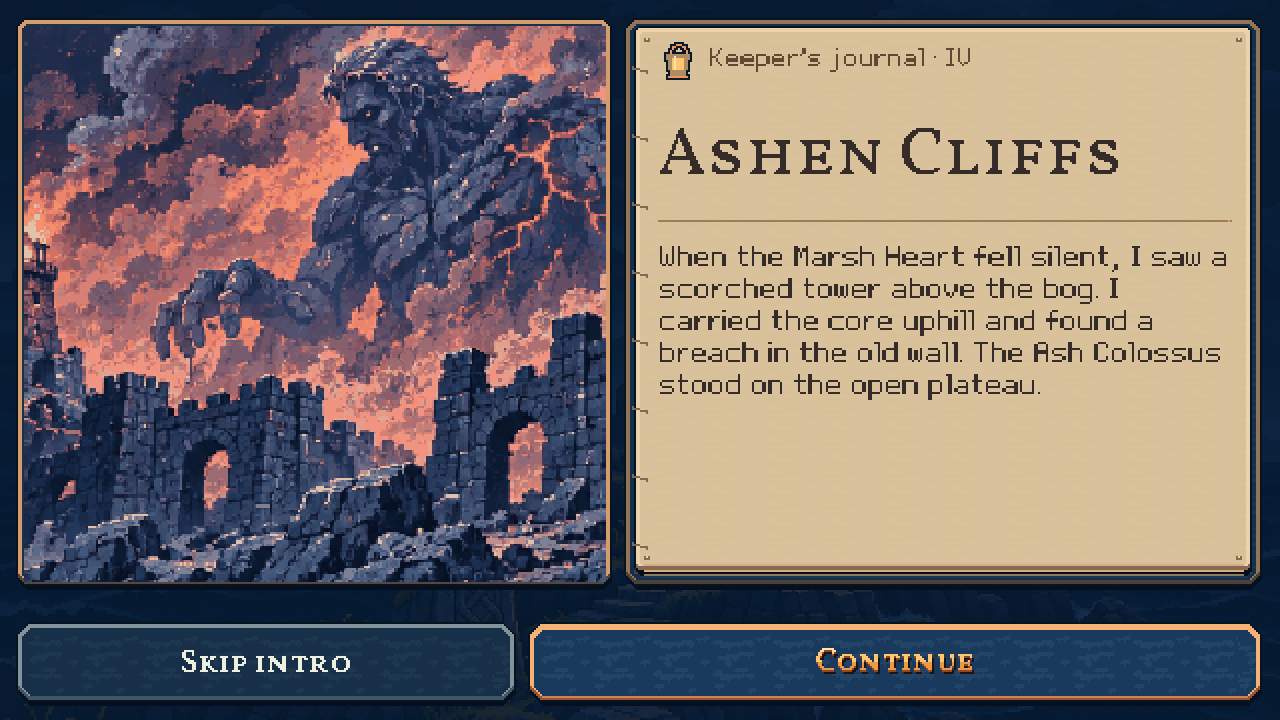 Keeper's journal · IV
Ashen Cliffs
When the Marsh Heart fell silent, I saw a
scorched tower above the bog. I
carried the core uphill and found a
breach in the old wall. The Ash Colossus
stood on the open plateau.
Skip intro
Continue